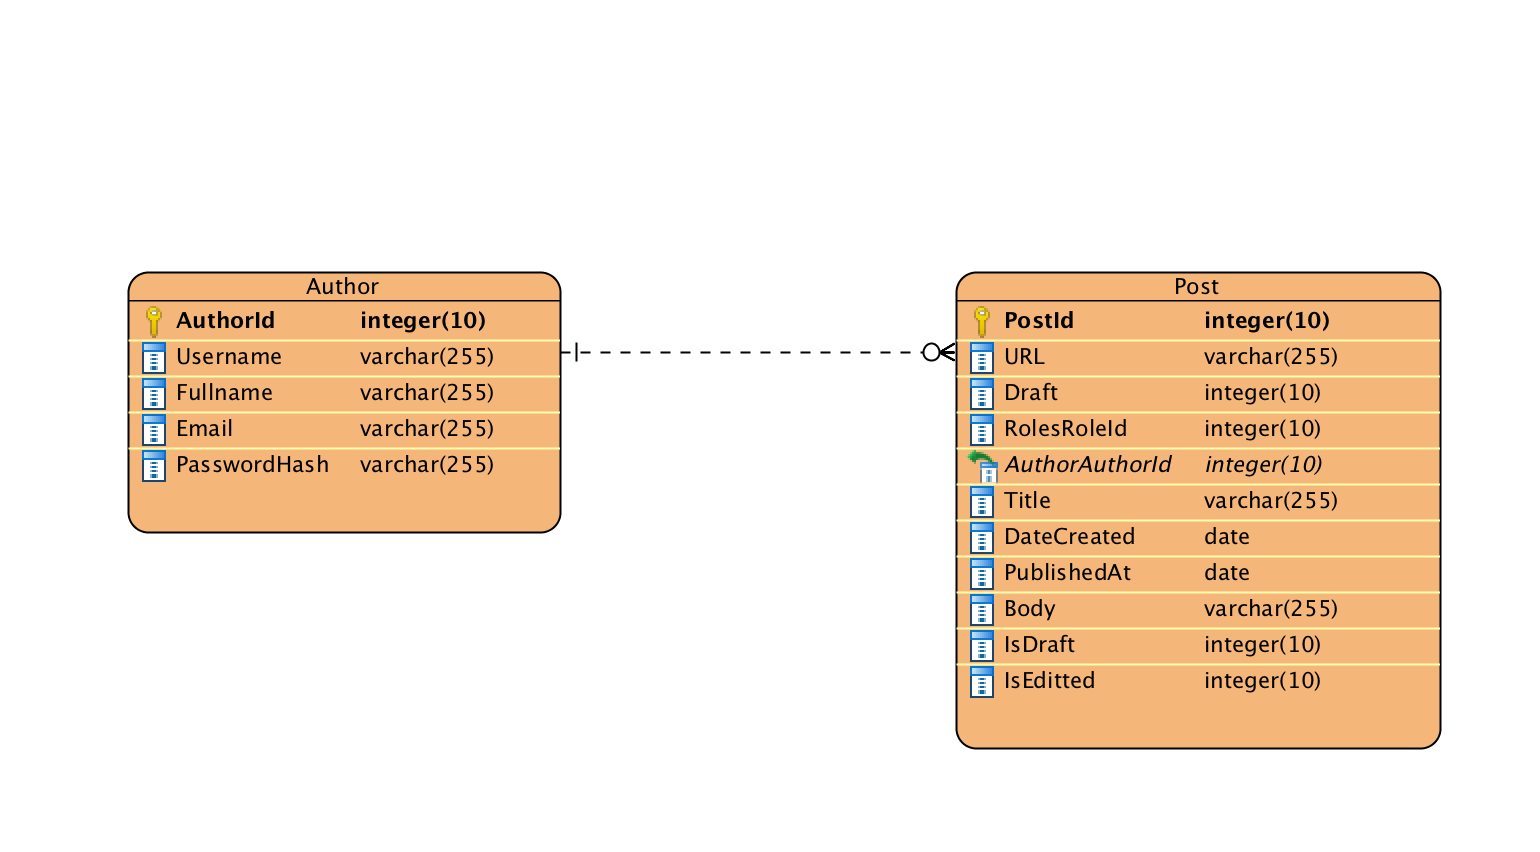 Author
AuthorId integer(10)
Username varchar(255)
Fullname varchar(255)
Email varchar(255)
PasswordHash varchar(255)
Post
PostId integer(10)
URL varchar(255)
Draft integer(10)
RolesRoleId integer(10)
AuthorAuthorId integer(10)
Title varchar(255)
DateCreated date
PublishedAt date
Body varchar(255)
IsDraft integer(10)
IsEditted integer(10)